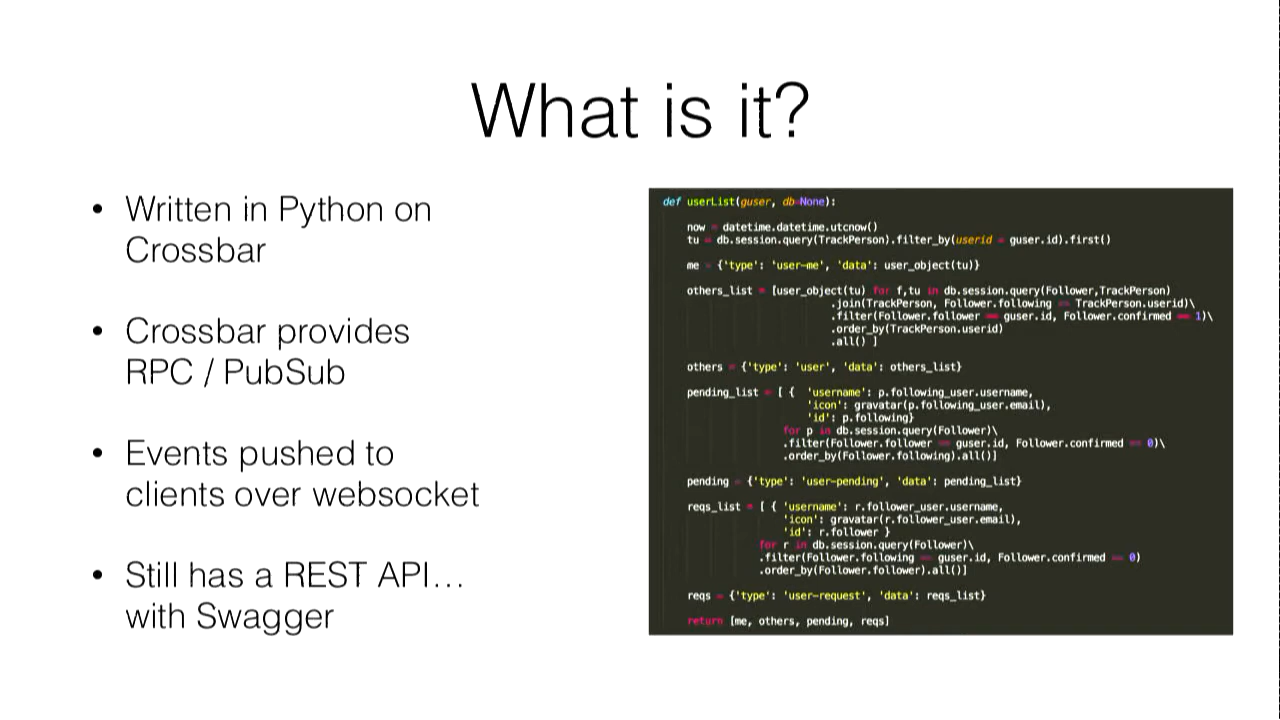 What is it?
• Written in Python on
Crossbar
• Crossbar provides
RPC / PubSub
• Events pushed to
clients over websocket
• Still has a REST API…
with Swagger
def userList(guser, db=None):
now = datetime.datetime.utcnow()
tu = db.session.query(TrackPerson).filter_by(userid = guser.id).first()
me = {'type': 'user-me', 'data': user_object(tu)}
others_list = [user_object(tu) for f,tu in db.session.query(Follower,TrackPerson)
.join(TrackPerson, Follower.following == TrackPerson.userid)\
.filter(Follower.follower == guser.id, Follower.confirmed == 1)\
.order_by(TrackPerson.userid)
.all() ]
others = {'type': 'user', 'data': others_list}
pending_list = [ { 'username': p.following_user.username,
'icon': gravatar(p.following_user.email),
'id': p.following}
for p in db.session.query(Follower)\
.filter(Follower.follower == guser.id, Follower.confirmed == 0)\
.order_by(Follower.following).all()]
pending = {'type': 'user-pending', 'data': pending_list}
reqs_list = [ { 'username': r.follower_user.username,
'icon': gravatar(r.follower_user.email),
'id': r.follower }
for r in db.session.query(Follower)\
.filter(Follower.following == guser.id, Follower.confirmed == 0)
.order_by(Follower.follower).all()]
reqs = {'type': 'user-request', 'data': reqs_list}
return [me, others, pending, reqs]